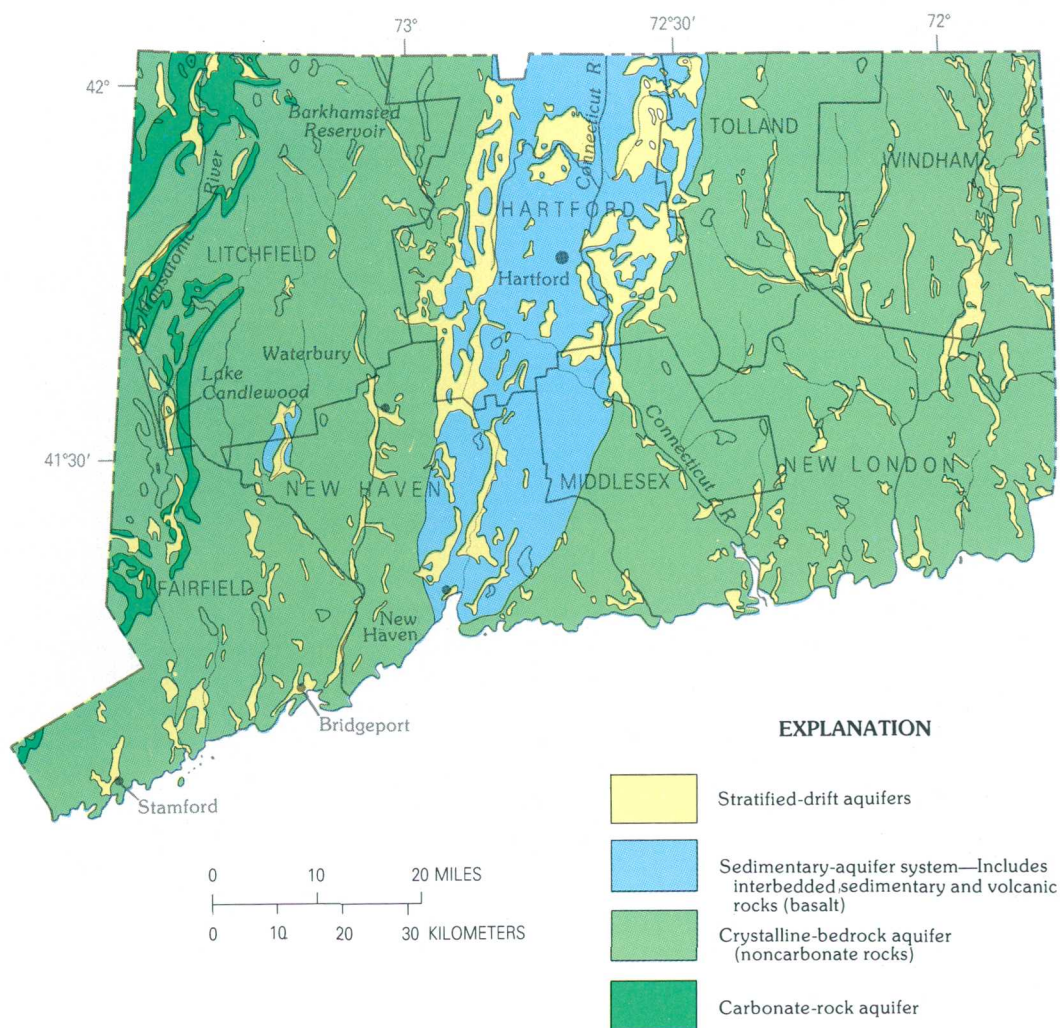 73°
72°30'
72°
42°
Barkhamsted
Reservoir
Connecticut R
TOLLAND
WINDHAM
River
HARTFORD
Housatonic
LITCHFIELD
Hartford
Waterbury
Lake
Candlewood
41°30'
NEW HAVEN
MIDDLESEX
Connecticut R
NEW LONDON
FAIRFIELD
New
Haven
Bridgeport
Stamford
EXPLANATION
Stratified-drift aquifers
Sedimentary-aquifer system—Includes
interbedded sedimentary and volcanic
rocks (basalt)
Crystalline-bedrock aquifer
(noncarbonate rocks)
Carbonate-rock aquifer
0 10 20 MILES
0 10 20 30 KILOMETERS